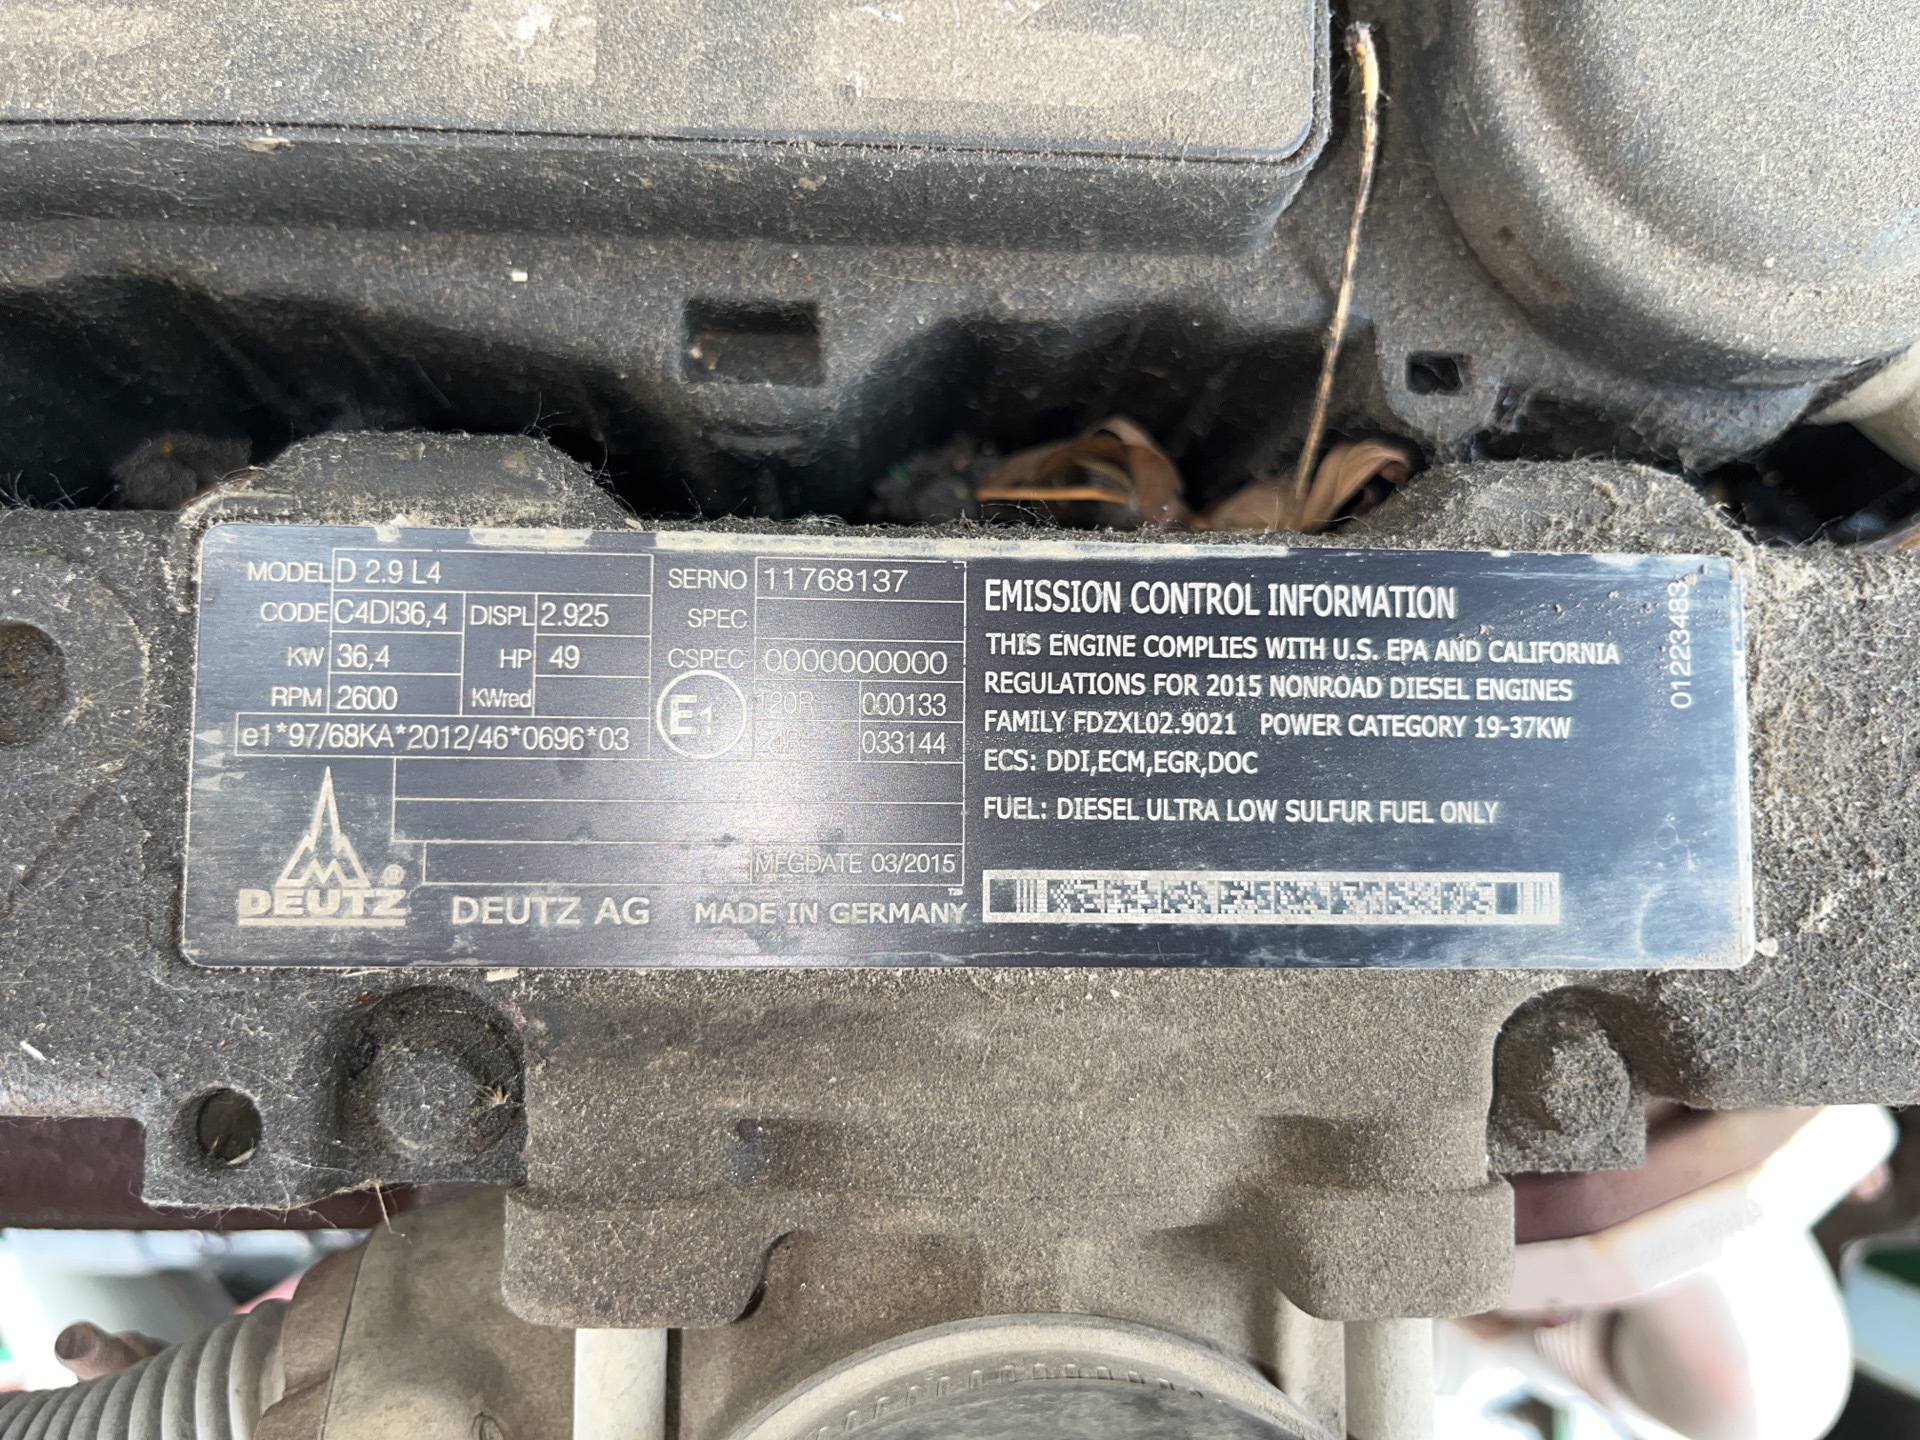 MODEL D 2.9 L4
CODE C4DI36,4 DISPL 2.925
KW 36,4 HP 49
RPM 2600 KWred
e1*97/68KA*2012/46*0696*03
SERNO 11768137
SPEC
CSPEC 0000000000
E1 120R 000133
24R 033144
MFGDATE 03/2015
DEUTZ ® DEUTZ AG MADE IN GERMANY ™
EMISSION CONTROL INFORMATION
THIS ENGINE COMPLIES WITH U.S. EPA AND CALIFORNIA
REGULATIONS FOR 2015 NONROAD DIESEL ENGINES
FAMILY FDZXL02.9021 POWER CATEGORY 19-37KW
ECS: DDI,ECM,EGR,DOC
FUEL: DIESEL ULTRA LOW SULFUR FUEL ONLY
01223483